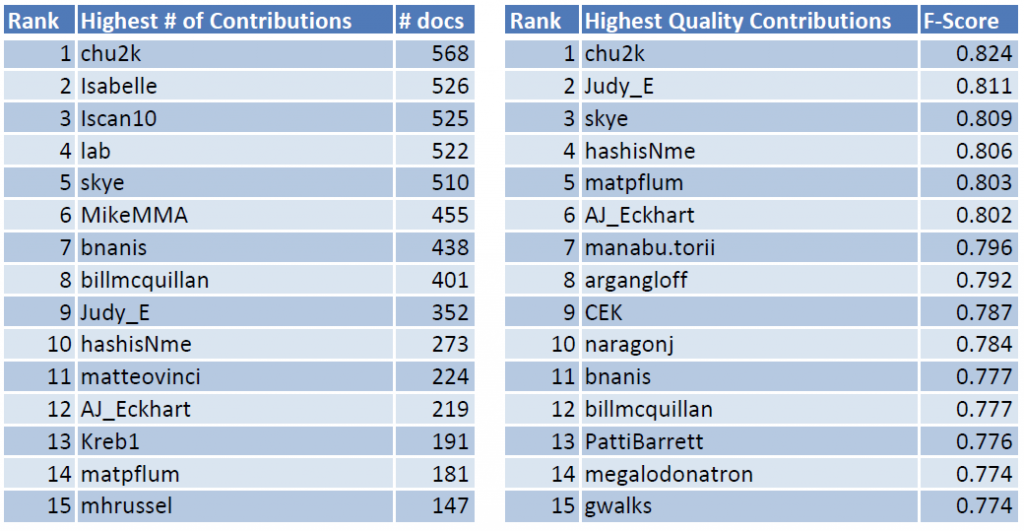 Rank Highest # of Contributions # docs Rank Highest Quality Contributions F-Score
1 chu2k 568 1 chu2k 0.824
2 Isabelle 526 2 Judy_E 0.811
3 Iscan10 525 3 skye 0.809
4 lab 522 4 hashisNme 0.806
5 skye 510 5 matpflum 0.803
6 MikeMMA 455 6 AJ_Eckhart 0.802
7 bnanis 438 7 manabu.torii 0.796
8 billmcquillan 401 8 argangloff 0.792
9 Judy_E 352 9 CEK 0.787
10 hashisNme 273 10 naragonj 0.784
11 matteovinci 224 11 bnanis 0.777
12 AJ_Eckhart 219 12 billmcquillan 0.777
13 Kreb1 191 13 PattiBarrett 0.776
14 matpflum 181 14 megalodonatron 0.774
15 mhrussel 147 15 gwalks 0.774